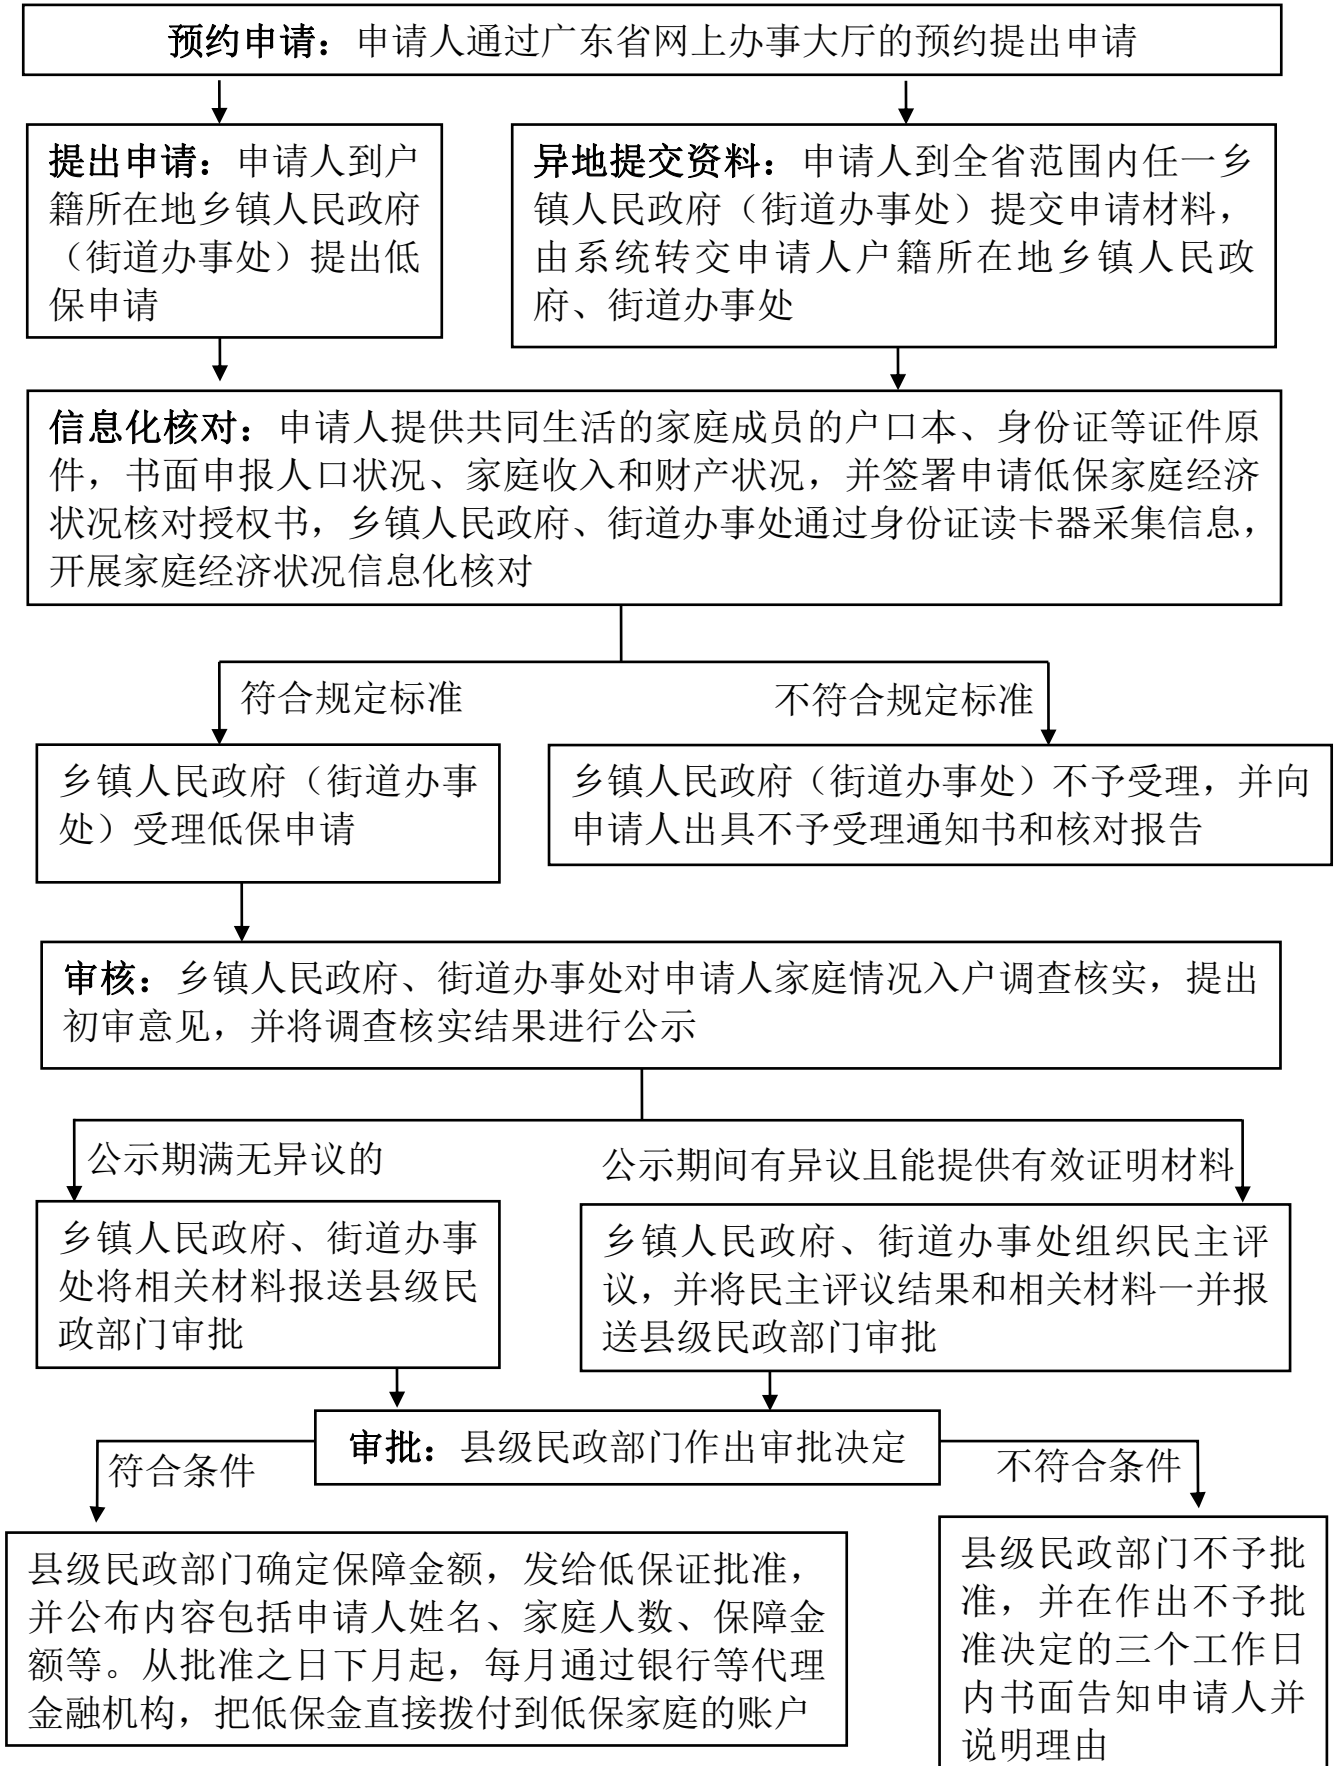 预约申请：申请人通过广东省网上办事大厅的预约提出申请
提出申请：申请人到户
籍所在地乡镇人民政府
（街道办事处）提出低
保申请
异地提交资料：申请人到全省范围内任一乡
镇人民政府（街道办事处）提交申请材料，
由系统转交申请人户籍所在地乡镇人民政
府、街道办事处
信息化核对：申请人提供共同生活的家庭成员的户口本、身份证等证件原
件，书面申报人口状况、家庭收入和财产状况，并签署申请低保家庭经济
状况核对授权书，乡镇人民政府、街道办事处通过身份证读卡器采集信息，
开展家庭经济状况信息化核对
符合规定标准
不符合规定标准
乡镇人民政府（街道办事
处）受理低保申请
乡镇人民政府（街道办事处）不予受理，并向
申请人出具不予受理通知书和核对报告
审核：乡镇人民政府、街道办事处对申请人家庭情况入户调查核实，提出
初审意见，并将调查核实结果进行公示
公示期满无异议的
公示期间有异议且能提供有效证明材料
乡镇人民政府、街道办事
处将相关材料报送县级民
政部门审批
乡镇人民政府、街道办事处组织民主评
议，并将民主评议结果和相关材料一并报
送县级民政部门审批
审批：县级民政部门作出审批决定
符合条件
不符合条件
县级民政部门确定保障金额，发给低保证批准，
并公布内容包括申请人姓名、家庭人数、保障金
额等。从批准之日下月起，每月通过银行等代理
金融机构，把低保金直接拨付到低保家庭的账户
县级民政部门不予批
准，并在作出不予批
准决定的三个工作日
内书面告知申请人并
说明理由